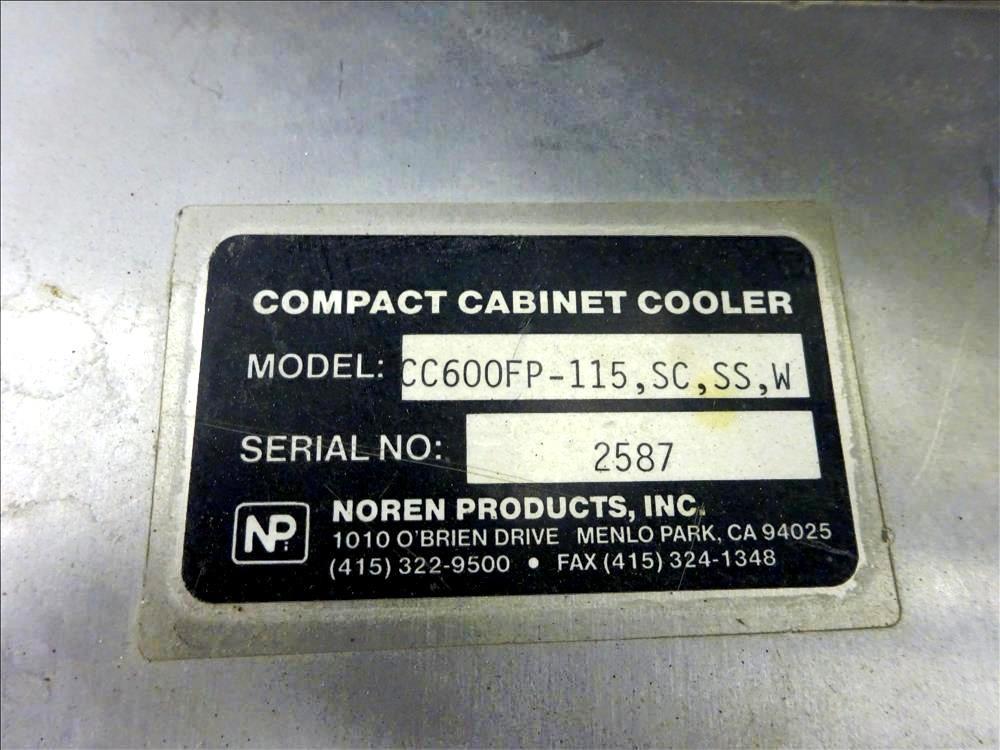 COMPACT CABINET COOLER
MODEL: CC600FP-115,SC,SS,W
SERIAL NO: 2587
NPi
NOREN PRODUCTS, INC.
1010 O'BRIEN DRIVE MENLO PARK, CA 94025
(415) 322-9500 • FAX (415) 324-1348